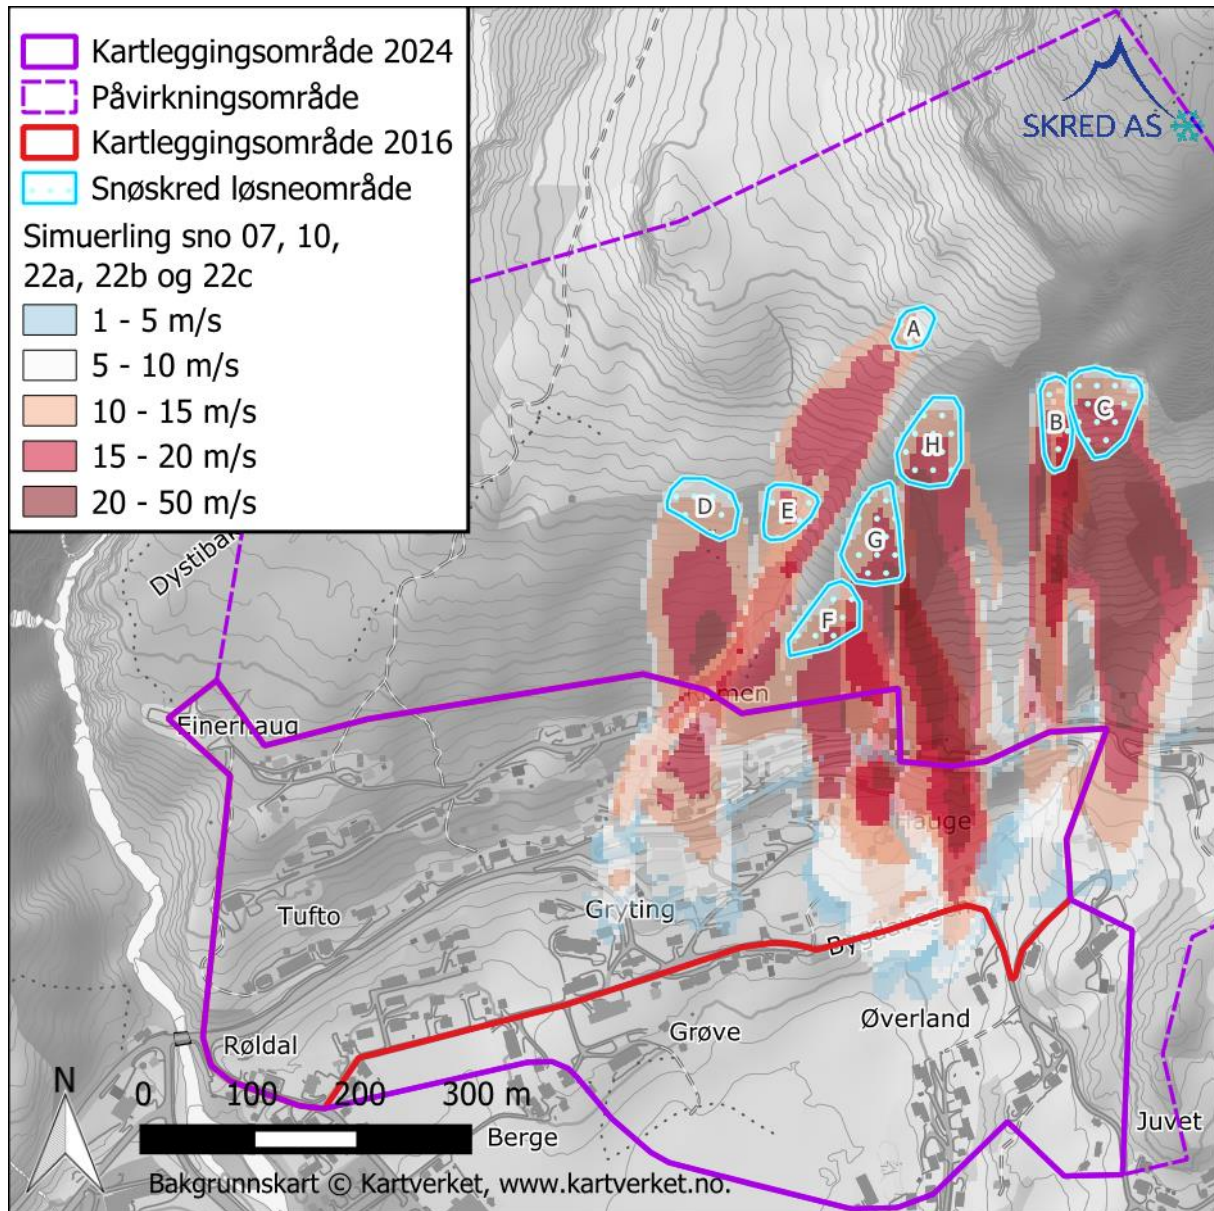 Kartleggingsområde 2024
Påvirkningsområde
Kartleggingsområde 2016
Snøskred løsneområde
Simuerling sno 07, 10,
22a, 22b og 22c
1 - 5 m/s
5 - 10 m/s
10 - 15 m/s
15 - 20 m/s
20 - 50 m/s
SKRED AS
A
B
C
H
D
E
G
F
Einerhaug
Hauge
Tufto
Gryting
Røldal
Grøve
Øverland
N
0 100 200 300 m
Berge
Juvet
Bakgrunnskart © Kartverket, www.kartverket.no.